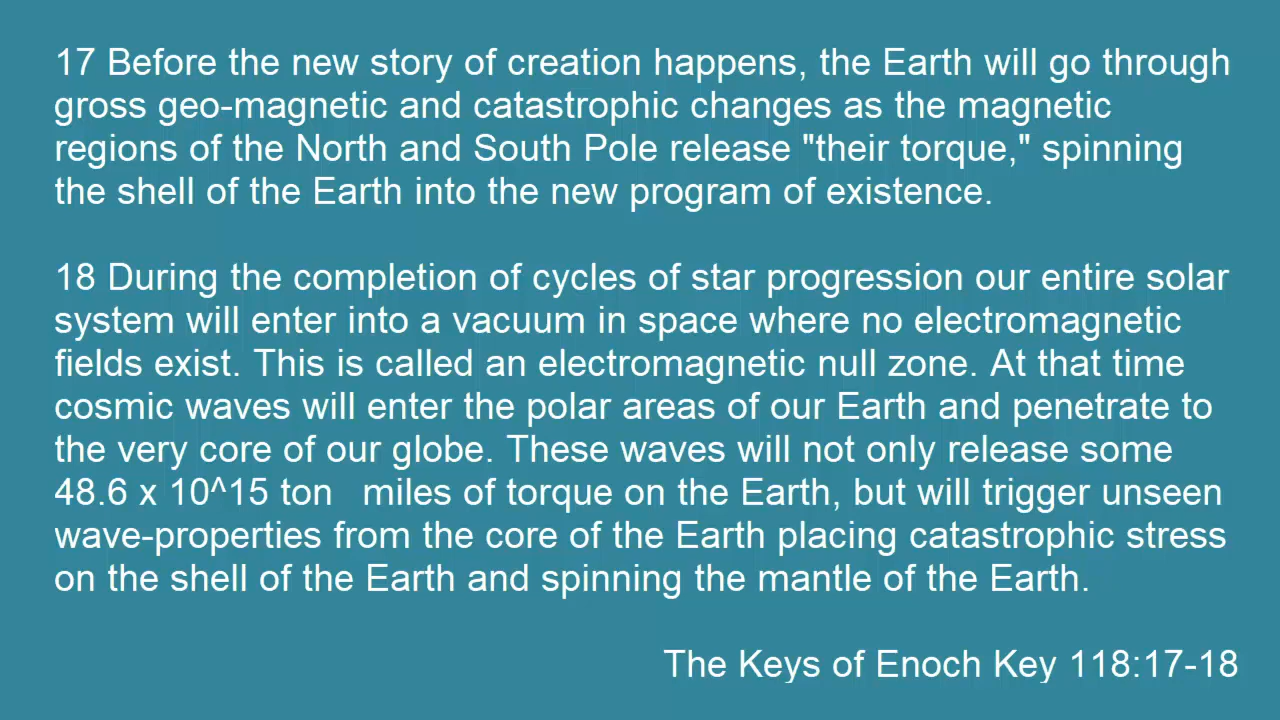 17 Before the new story of creation happens, the Earth will go through
gross geo-magnetic and catastrophic changes as the magnetic
regions of the North and South Pole release "their torque," spinning
the shell of the Earth into the new program of existence.
18 During the completion of cycles of star progression our entire solar
system will enter into a vacuum in space where no electromagnetic
fields exist. This is called an electromagnetic null zone. At that time
cosmic waves will enter the polar areas of our Earth and penetrate to
the very core of our globe. These waves will not only release some
48.6 x 10^15 ton   miles of torque on the Earth, but will trigger unseen
wave-properties from the core of the Earth placing catastrophic stress
on the shell of the Earth and spinning the mantle of the Earth.
The Keys of Enoch Key 118:17-18